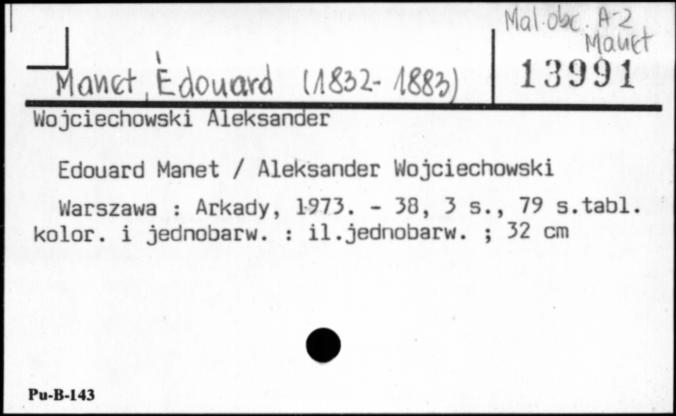 Mal. obc. A-2
Manet
Manet, Édouard (1832-1883)
13991
Wojciechowski Aleksander
Edouard Manet / Aleksander Wojciechowski
Warszawa : Arkady, 1973. - 38, 3 s., 79 s.tabl.
kolor. i jednobarw. : il.jednobarw. ; 32 cm
Pu-B-143